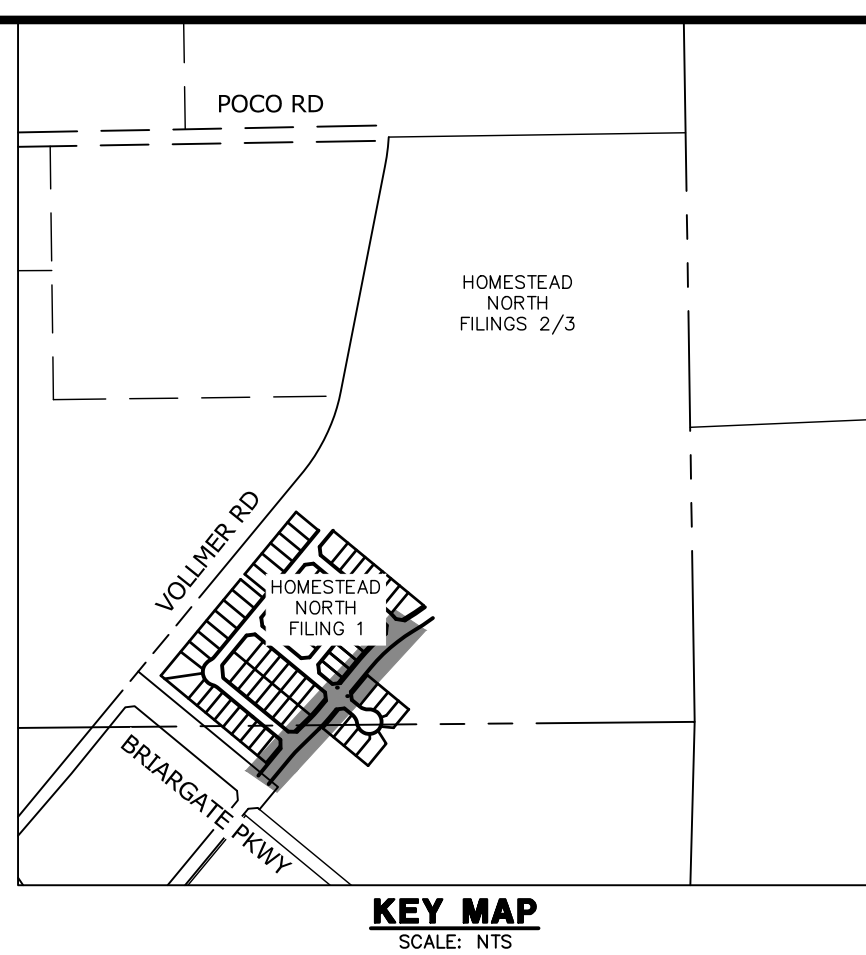 POCO RD
HOMESTEAD
NORTH
FILINGS 2/3
VOLLMER RD
HOMESTEAD
NORTH
FILING 1
BRIARGATE PKWY
KEY MAP
SCALE: NTS